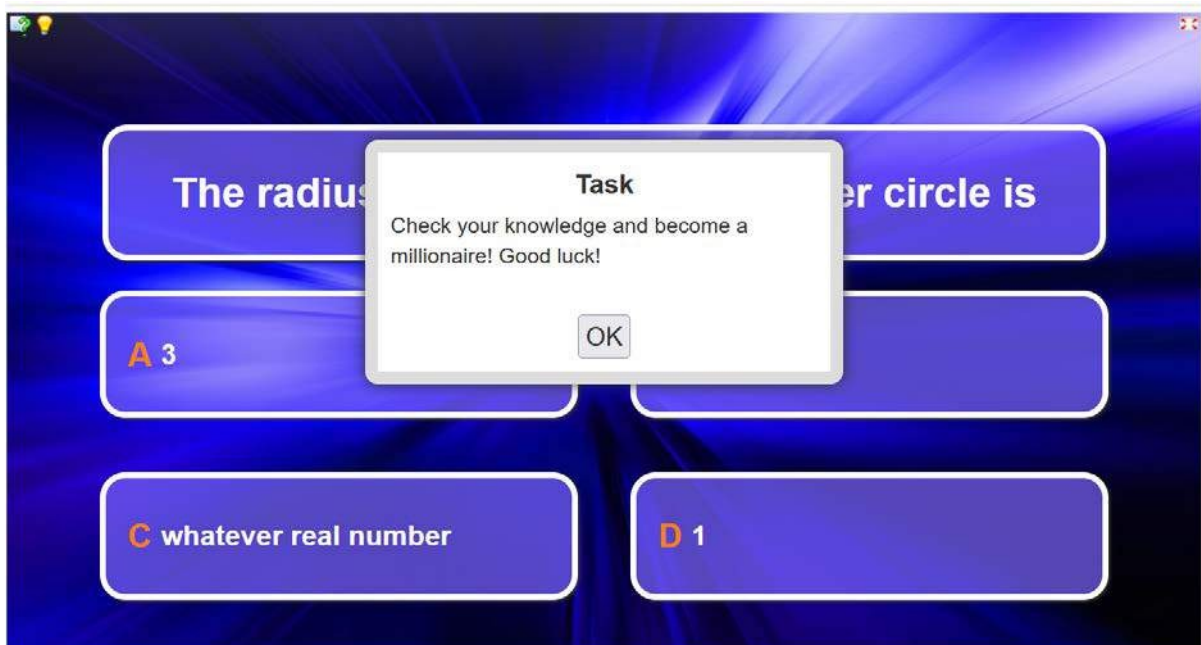 The radius er circle is
Task
Check your knowledge and become a
millionaire! Good luck!
OK
A 3
C whatever real number
D 1